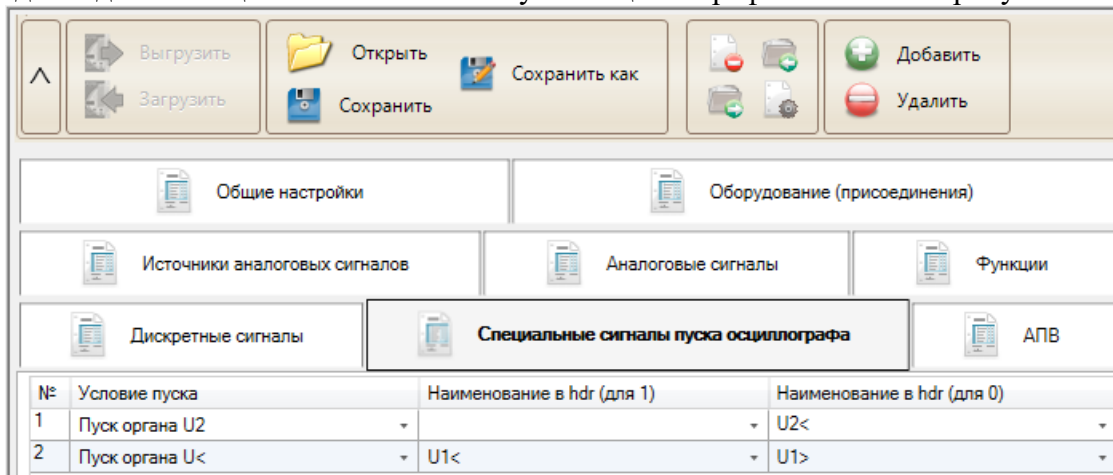 Выгрузить
Загрузить
Открыть
Сохранить
Сохранить как
Добавить
Удалить
Общие настройки
Оборудование (присоединения)
Источники аналоговых сигналов
Аналоговые сигналы
Функции
Дискретные сигналы
Специальные сигналы пуска осциллографа
АПВ
№ Условие пуска Наименование в hdr (для 1) Наименование в hdr (для 0)
1 Пуск органа U2 U2<
2 Пуск органа U< U1< U1>